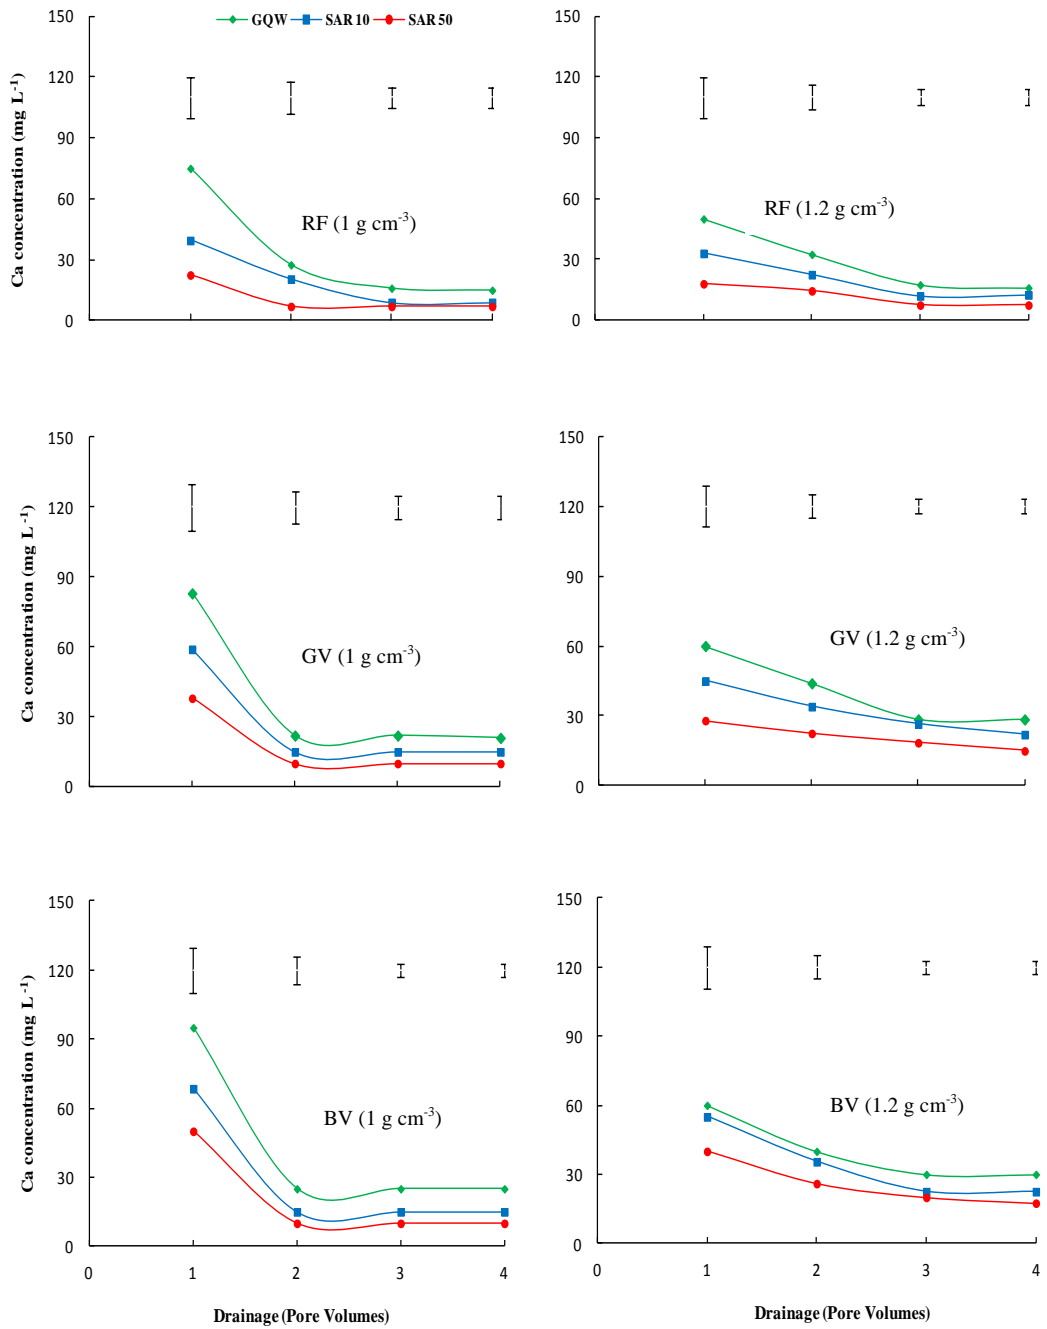 GQW SAR 10 SAR 50
Ca concentration (mg L -1)
150
120
90
60
30
0
RF (1 g cm-3)
150
120
90
60
30
0
RF (1.2 g cm-3)
Ca concentration (mg L -1)
150
120
90
60
30
0
GV (1 g cm-3)
150
120
90
60
30
0
GV (1.2 g cm-3)
Ca concentration (mg L -1)
150
120
90
60
30
0
BV (1 g cm-3)
0 1 2 3 4
Drainage (Pore Volumes)
150
120
90
60
30
0
BV (1.2 g cm-3)
0 1 2 3 4
Drainage (Pore Volumes)